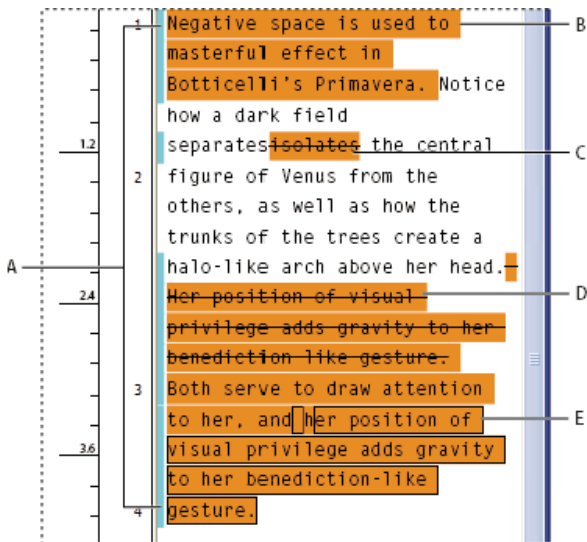 1 Negative space is used to B
masterful effect in
Botticelli's Primavera. Notice
how a dark field
1.2 separatesisolates the central C
2 figure of Venus from the
others, as well as how the
trunks of the trees create a
A halo-like arch above her head.
2.4 Her position of visual D
privilege adds gravity to her
benediction like gesture.
3 Both serve to draw attention
to her, and her position of E
3.6 visual privilege adds gravity
to her benediction-like
4 gesture.